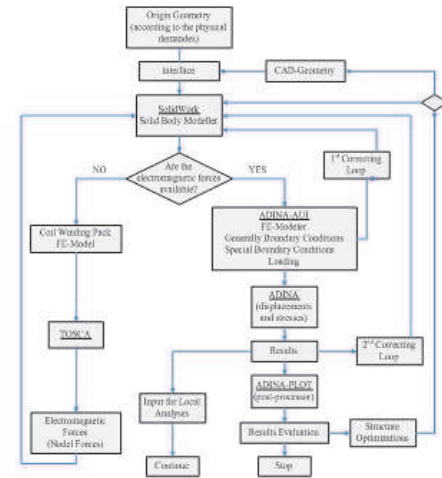 Origin Geometry
(according to the physical
demandes)
interface
CAD-Geometry
SolidWork
Solid Body Modeller
Are the
electromagnetic forces
available?
NO
YES
1st Correcting
Loop
Coil Winding Pack
FE-Model
ADINA-AUI
FE-Modeler
Generally Boundary Conditions
Special Boundary Conditions
Loading
ADINA
(displacements
and stresses)
TOSCA
Results
2nd Correcting
Loop
Input for Local
Analyses
ADINA-PLOT
(post-processor)
Electromagnetic
Forces
(Nodel Forces)
Results Evaluation
Structure
Optimizations
Continue
Stop